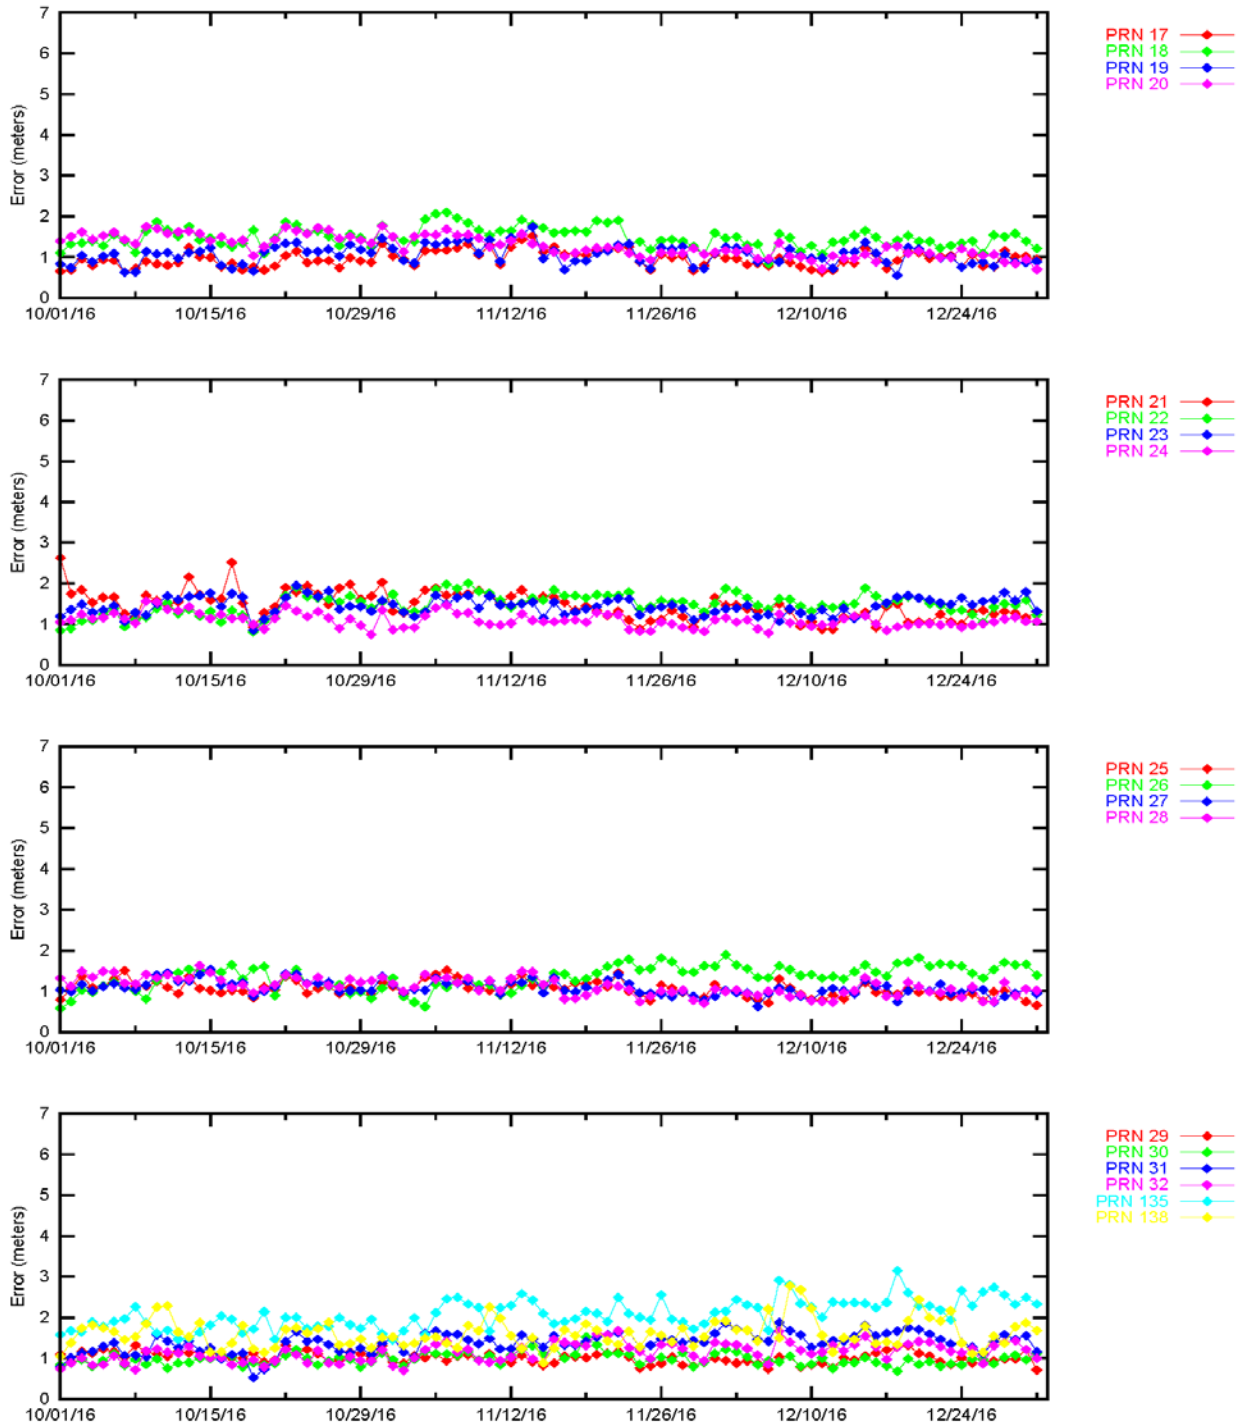 7
6
5
4
3
2
1
0
Error (meters)
10/01/16 10/15/16 10/29/16 11/12/16 11/26/16 12/10/16 12/24/16
PRN 17
PRN 18
PRN 19
PRN 20
7
6
5
4
3
2
1
0
Error (meters)
10/01/16 10/15/16 10/29/16 11/12/16 11/26/16 12/10/16 12/24/16
PRN 21
PRN 22
PRN 23
PRN 24
7
6
5
4
3
2
1
0
Error (meters)
10/01/16 10/15/16 10/29/16 11/12/16 11/26/16 12/10/16 12/24/16
PRN 25
PRN 26
PRN 27
PRN 28
7
6
5
4
3
2
1
0
Error (meters)
10/01/16 10/15/16 10/29/16 11/12/16 11/26/16 12/10/16 12/24/16
PRN 29
PRN 30
PRN 31
PRN 32
PRN 135
PRN 138